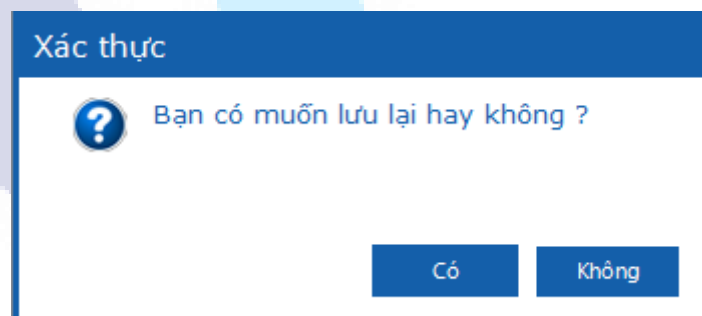 Xác thực
Bạn có muốn lưu lại hay không ?
Có
Không